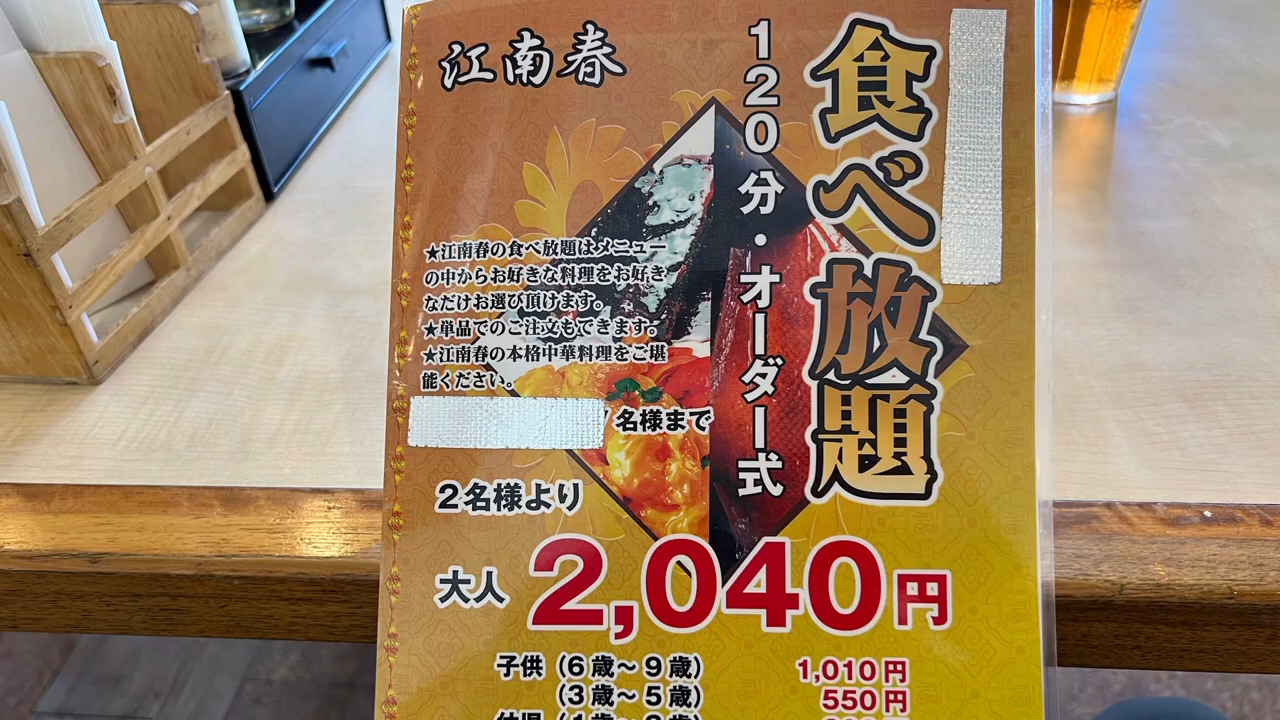 江南春
食べ放題
120分・オーダー式
★江南春の食べ放題はメニュー
の中からお好きな料理をお好き
なだけお選び頂けます。
★単品でのご注文もできます。
★江南春の本格中華料理をご堪
能ください。
名様まで
2名様より
大人 2,040円
子供（6歳〜9歳） 1,010円
（3歳〜5歳） 550円